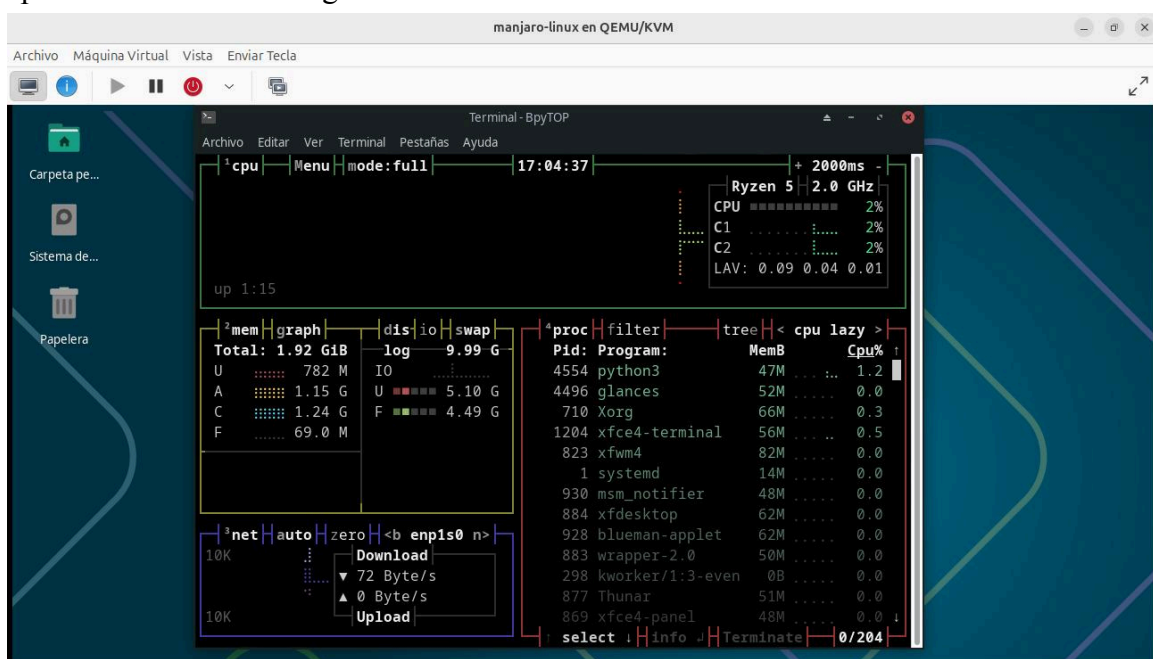 manjaro-linux en QEMU/KVM
Archivo Máquina Virtual Vista Enviar Tecla
Carpeta pe...
Sistema de...
Papelera
Terminal - BpyTOP
Archivo Editar Ver Terminal Pestañas Ayuda
1cpu Menu mode:full 17:04:37 + 2000ms -
Ryzen 5 2.0 GHz
CPU 2%
C1 2%
C2 2%
LAV: 0.09 0.04 0.01
up 1:15
2mem graph dis io swap
Total: 1.92 GiB log 9.99 G
U 782 M IO
A 1.15 G U 5.10 G
C 1.24 G F 4.49 G
F 69.0 M
3net auto zero <b enp1s0 n>
10K Download
▼ 72 Byte/s
▲ 0 Byte/s
10K Upload
4proc filter tree < cpu lazy >
Pid: Program: MemB Cpu% ↑
4554 python3 47M 1.2
4496 glances 52M 0.0
710 Xorg 66M 0.3
1204 xfce4-terminal 56M 0.5
823 xfwm4 82M 0.0
1 systemd 14M 0.0
930 msm_notifier 48M 0.0
884 xfdesktop 62M 0.0
928 blueman-applet 62M 0.0
883 wrapper-2.0 50M 0.0
298 kworker/1:3-even 0B 0.0
877 Thunar 51M 0.0
869 xfce4-panel 48M 0.0 ↓
↑ select ↓ info ↲ Terminate 0/204